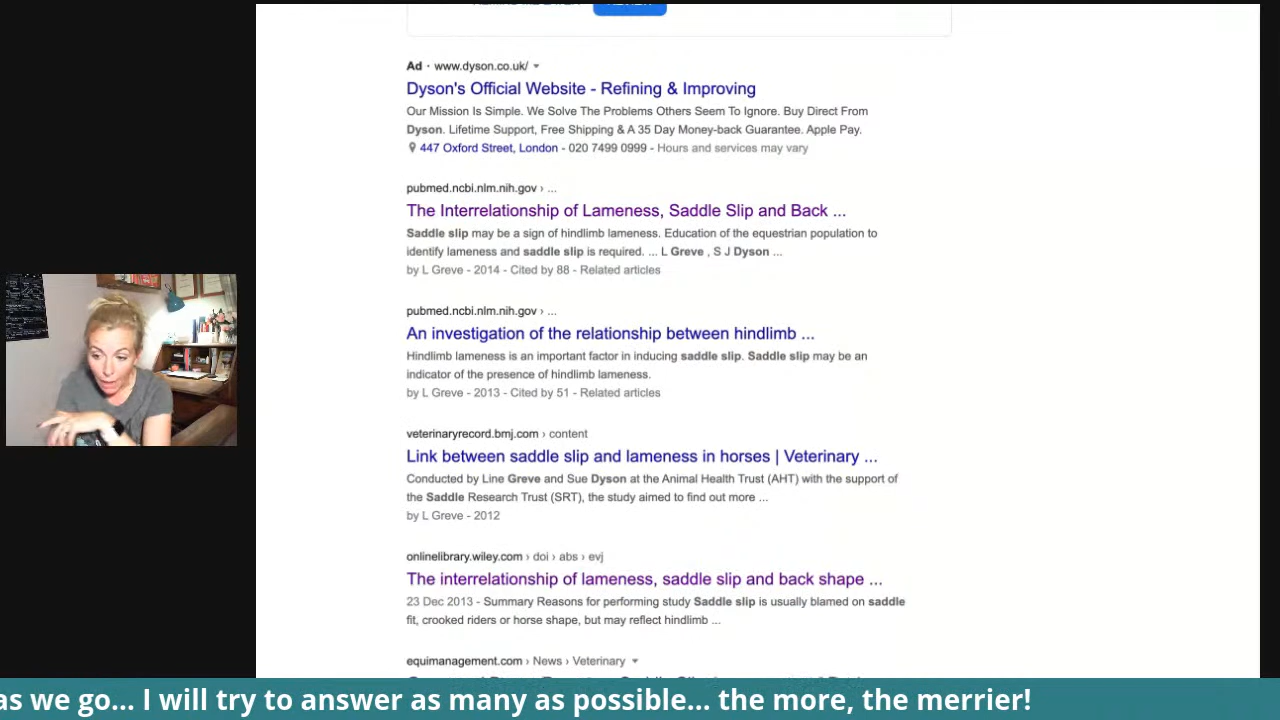 Ad · www.dyson.co.uk/
Dyson's Official Website - Refining & Improving
Our Mission Is Simple. We Solve The Problems Others Seem To Ignore. Buy Direct From
Dyson. Lifetime Support, Free Shipping & A 35 Day Money-back Guarantee. Apple Pay.
447 Oxford Street, London - 020 7499 0999 - Hours and services may vary
pubmed.ncbi.nlm.nih.gov › ...
The Interrelationship of Lameness, Saddle Slip and Back ...
Saddle slip may be a sign of hindlimb lameness. Education of the equestrian population to
identify lameness and saddle slip is required. ... L Greve , S J Dyson ...
by L Greve - 2014 - Cited by 88 - Related articles
pubmed.ncbi.nlm.nih.gov › ...
An investigation of the relationship between hindlimb ...
Hindlimb lameness is an important factor in inducing saddle slip. Saddle slip may be an
indicator of the presence of hindlimb lameness.
by L Greve - 2013 - Cited by 51 - Related articles
veterinaryrecord.bmj.com › content
Link between saddle slip and lameness in horses | Veterinary ...
Conducted by Line Greve and Sue Dyson at the Animal Health Trust (AHT) with the support of
the Saddle Research Trust (SRT), the study aimed to find out more ...
by L Greve - 2012
onlinelibrary.wiley.com › doi › abs › evj
The interrelationship of lameness, saddle slip and back shape ...
23 Dec 2013 - Summary Reasons for performing study Saddle slip is usually blamed on saddle
fit, crooked riders or horse shape, but may reflect hindlimb ...
equimanagement.com › News › Veterinary
as we go... I will try to answer as many as possible... the more, the merrier!